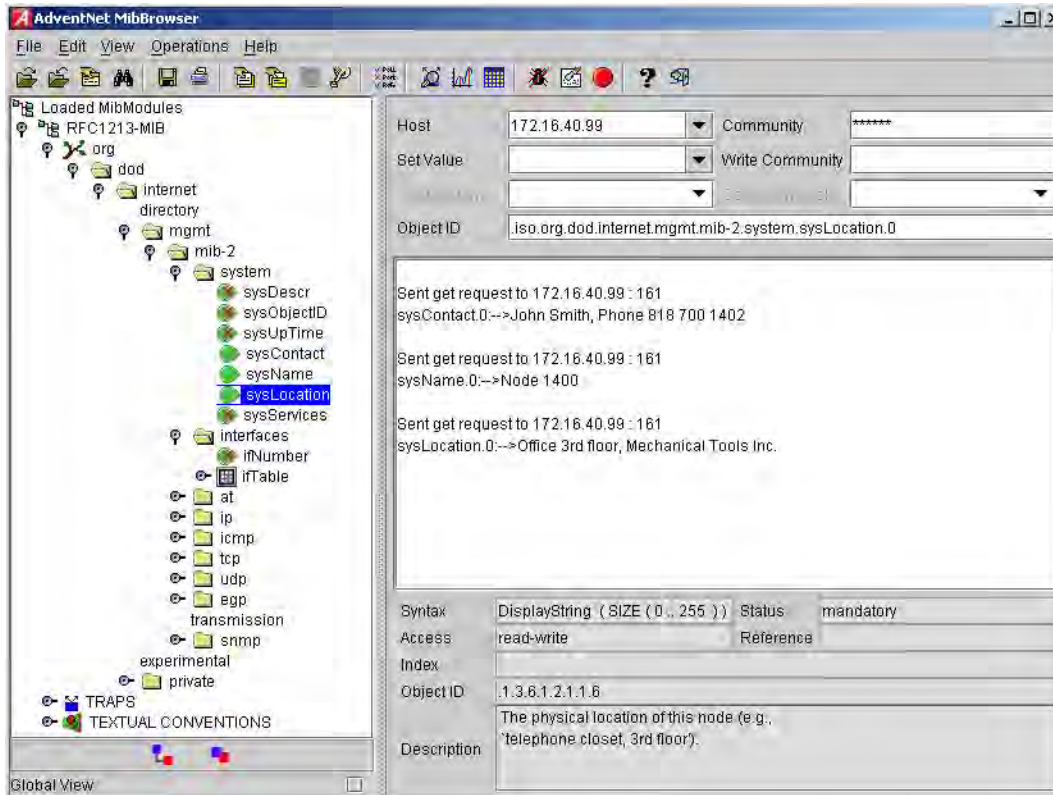 AdventNet MibBrowser
File Edit View Operations Help
Loaded MibModules
RFC1213-MIB
org
dod
internet
directory
mgmt
mib-2
system
sysDescr
sysObjectID
sysUpTime
sysContact
sysName
sysLocation
sysServices
interfaces
ifNumber
ifTable
at
ip
icmp
tcp
udp
egp
transmission
snmp
experimental
private
TRAPS
TEXTUAL CONVENTIONS
Global View
Host 172.16.40.99 Community ******
Set Value Write Community
Object ID .iso.org.dod.internet.mgmt.mib-2.system.sysLocation.0
Sent get request to 172.16.40.99 : 161
sysContact.0:-->John Smith, Phone 818 700 1402
Sent get request to 172.16.40.99 : 161
sysName.0:-->Node 1400
Sent get request to 172.16.40.99 : 161
sysLocation.0:-->Office 3rd floor, Mechanical Tools Inc.
Syntax DisplayString ( SIZE ( 0 .. 255 ) ) Status mandatory
Access read-write Reference
Index
Object ID .1.3.6.1.2.1.1.6
Description The physical location of this node (e.g.,
`telephone closet, 3rd floor').